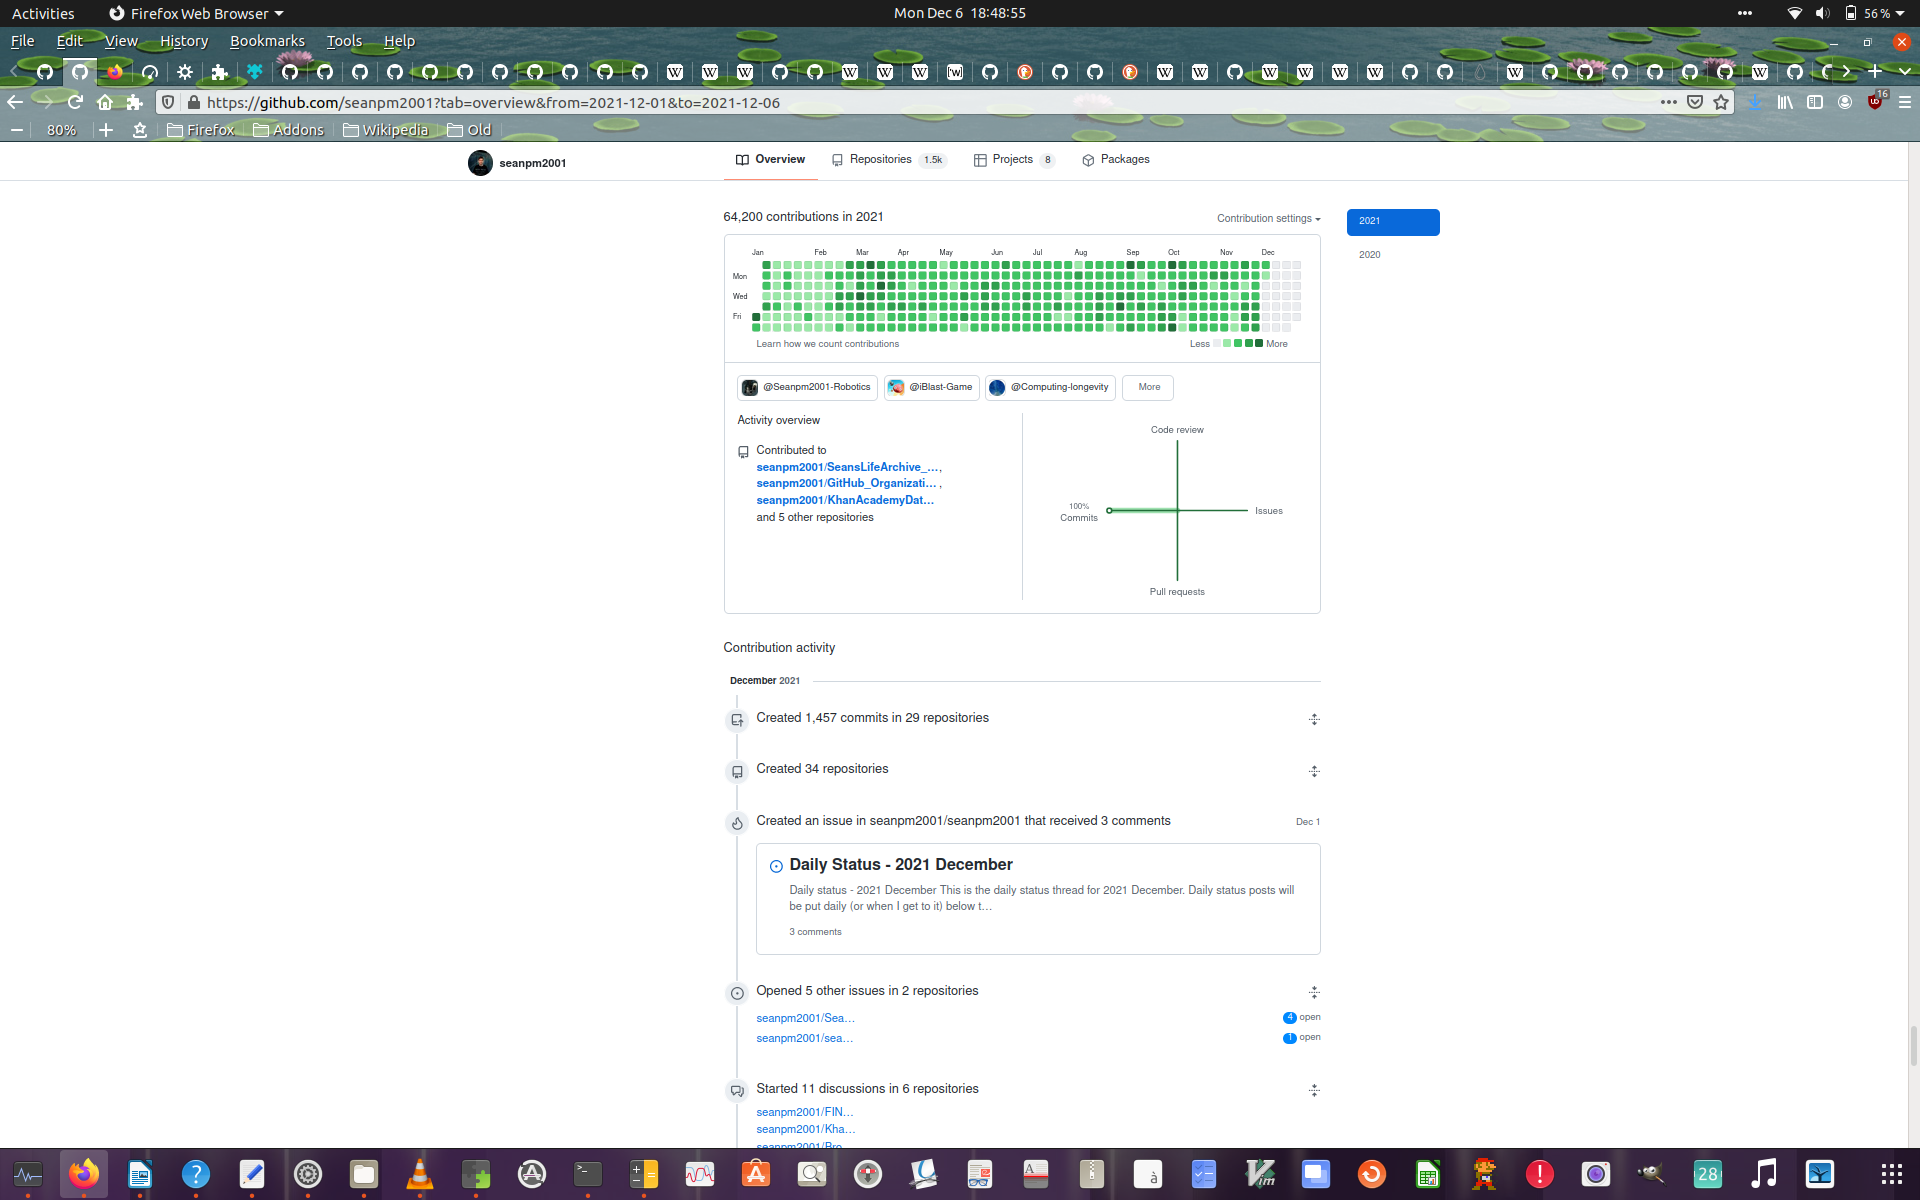 Activities
Firefox Web Browser
Mon Dec 6 18:48:55
56 %
File Edit View History Bookmarks Tools Help
https://github.com/seanpm2001?tab=overview&from=2021-12-01&to=2021-12-06
16
80%
Firefox
Addons
Wikipedia
Old
seanpm2001
Overview
Repositories 1.5k
Projects 8
Packages
64,200 contributions in 2021
Contribution settings
2021
2020
Jan Feb Mar Apr May Jun Jul Aug Sep Oct Nov Dec
Mon
Wed
Fri
Learn how we count contributions
Less
More
@Seanpm2001-Robotics
@iBlast-Game
@Computing-longevity
More
Activity overview
Contributed to
seanpm2001/SeansLifeArchive_…,
seanpm2001/GitHub_Organizati… ,
seanpm2001/KhanAcademyDat…
and 5 other repositories
Code review
100%
Commits
Issues
Pull requests
Contribution activity
December 2021
Created 1,457 commits in 29 repositories
Created 34 repositories
Created an issue in seanpm2001/seanpm2001 that received 3 comments
Dec 1
Daily Status - 2021 December
Daily status - 2021 December This is the daily status thread for 2021 December. Daily status posts will
be put daily (or when I get to it) below t…
3 comments
Opened 5 other issues in 2 repositories
seanpm2001/Sea…
4 open
seanpm2001/sea…
1 open
Started 11 discussions in 6 repositories
seanpm2001/FIN…
seanpm2001/Kha…
seanpm2001/Bro…
28